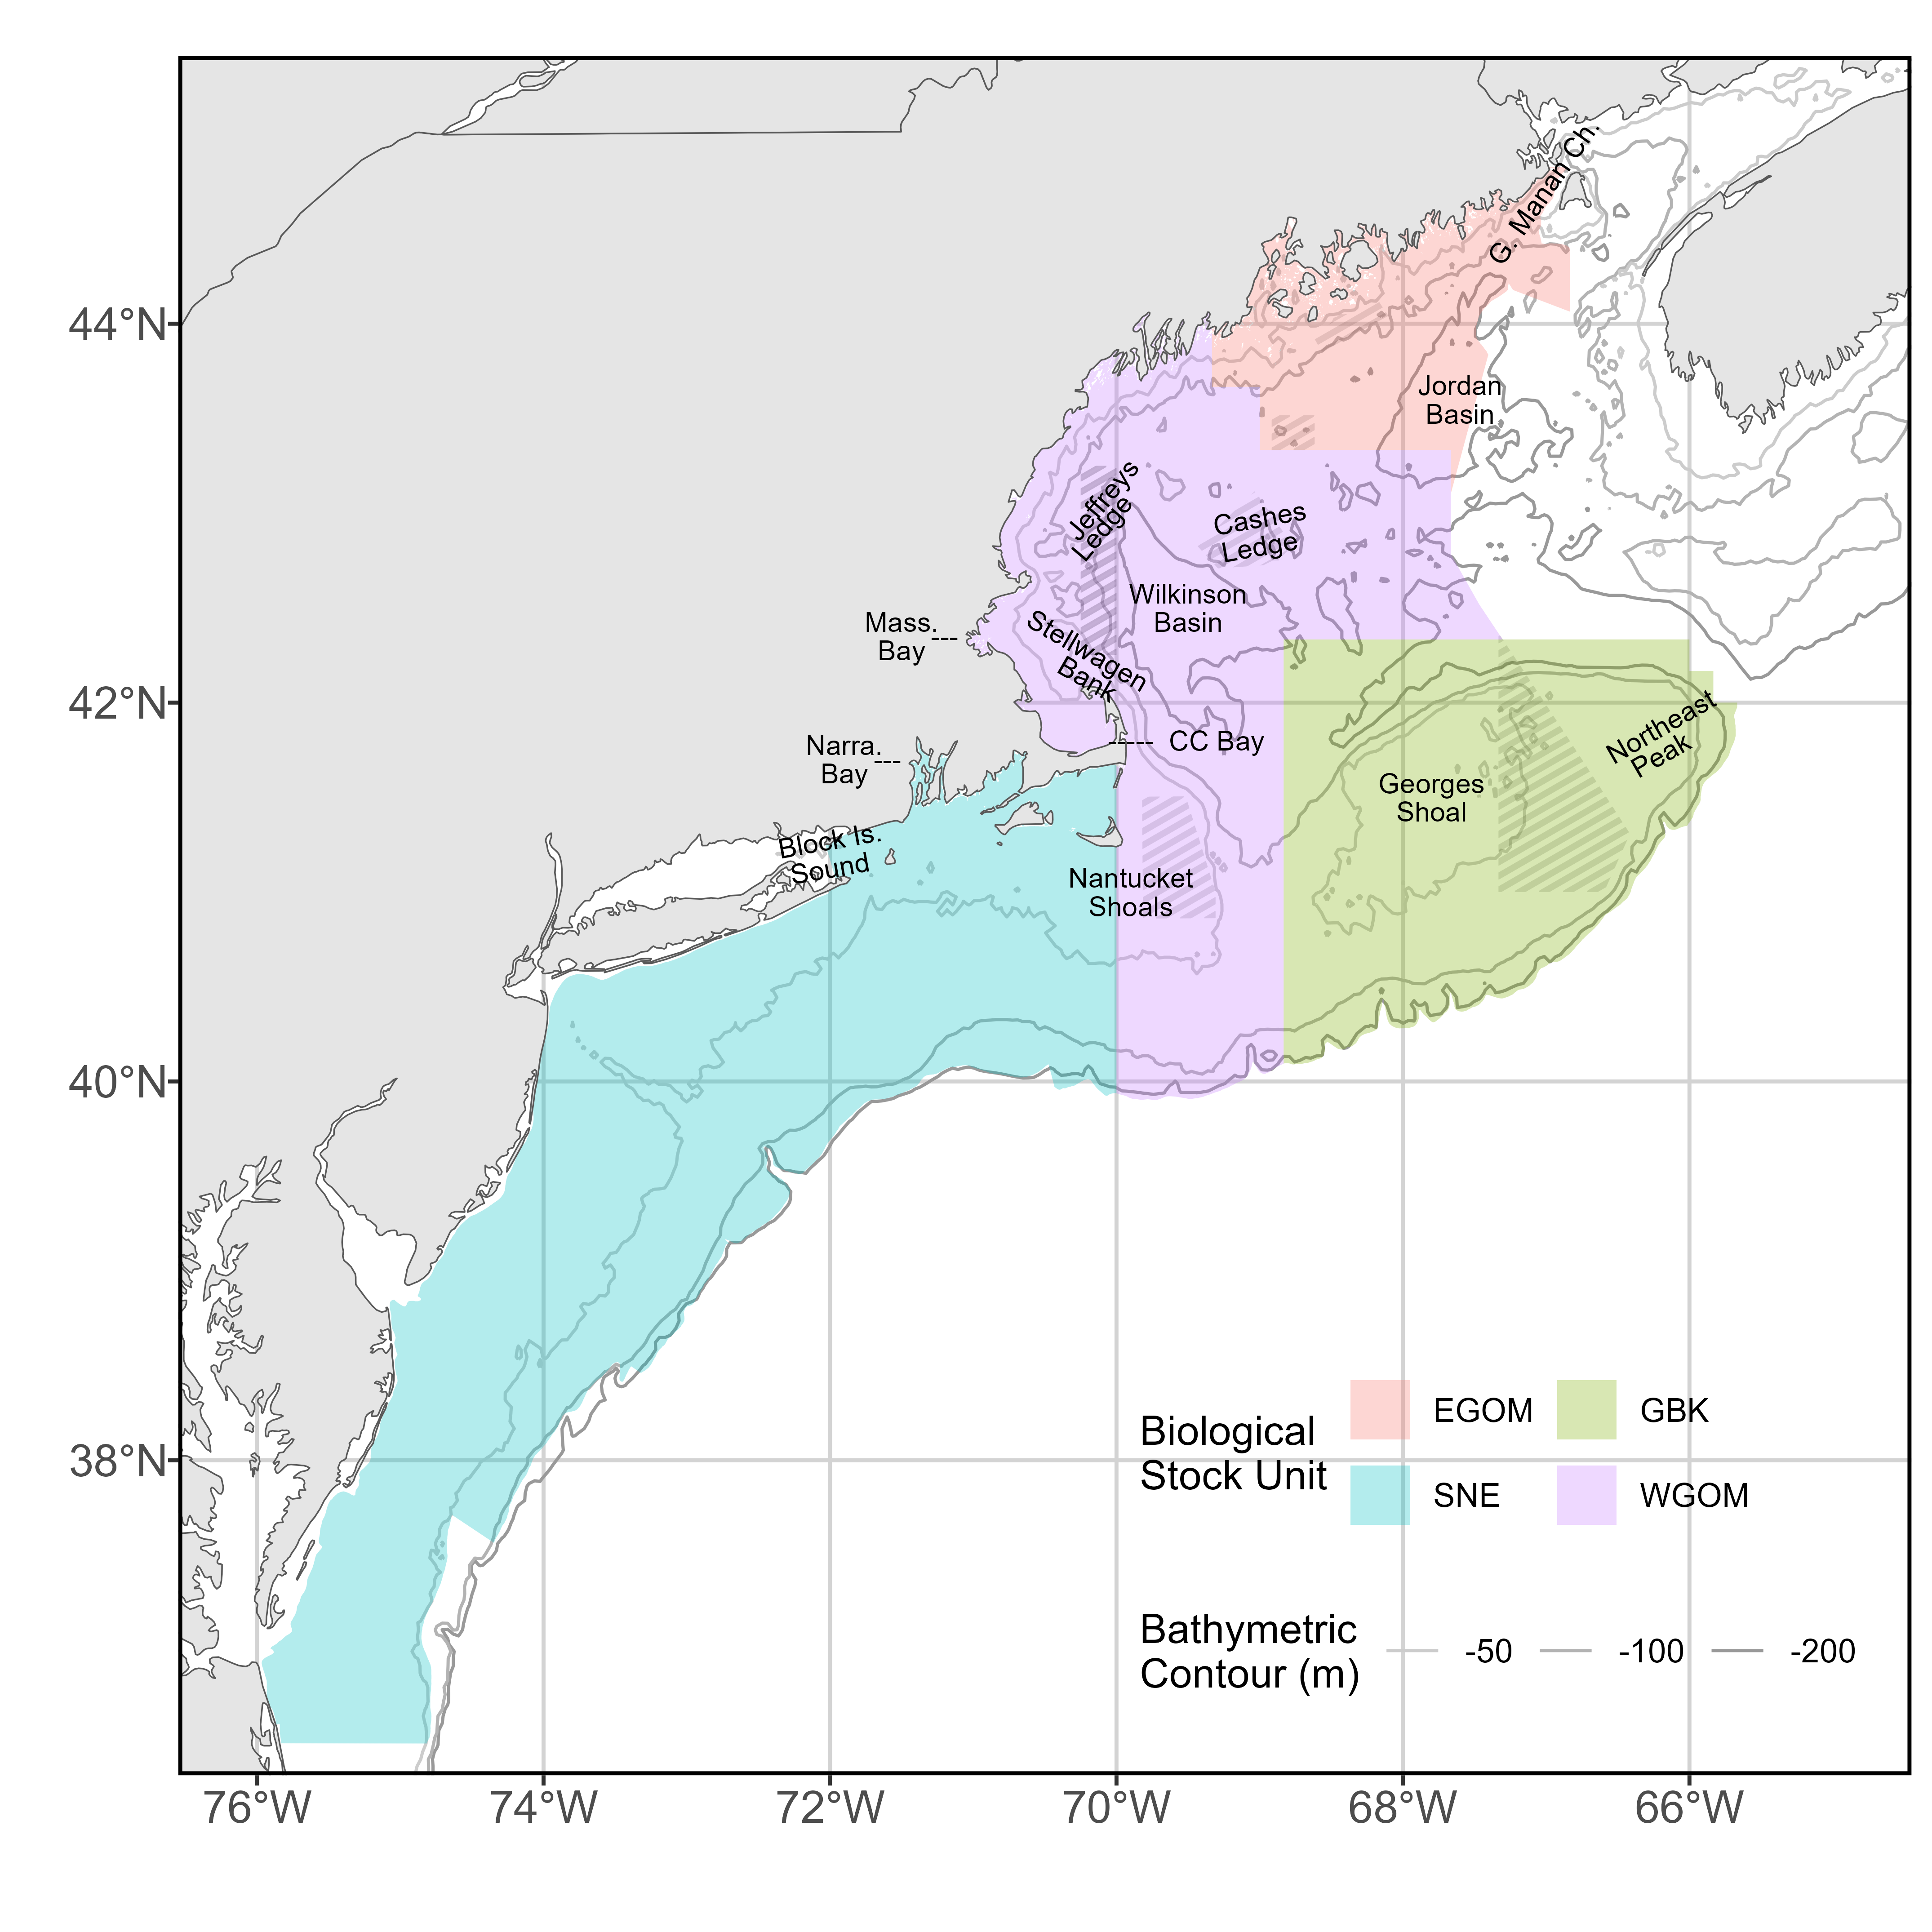 G. Manan Ch.
44°N
Jordan
Basin
Jeffreys
Ledge
Cashes
Ledge
Wilkinson
Basin
Mass.
Bay
Stellwagen
Bank
42°N
Northeast
Peak
Narra.
Bay
CC Bay
Georges
Shoal
Block Is.
Sound
Nantucket
Shoals
40°N
Biological
Stock Unit
EGOM
GBK
SNE
WGOM
38°N
Bathymetric
Contour (m)
-50
-100
-200
76°W
74°W
72°W
70°W
68°W
66°W